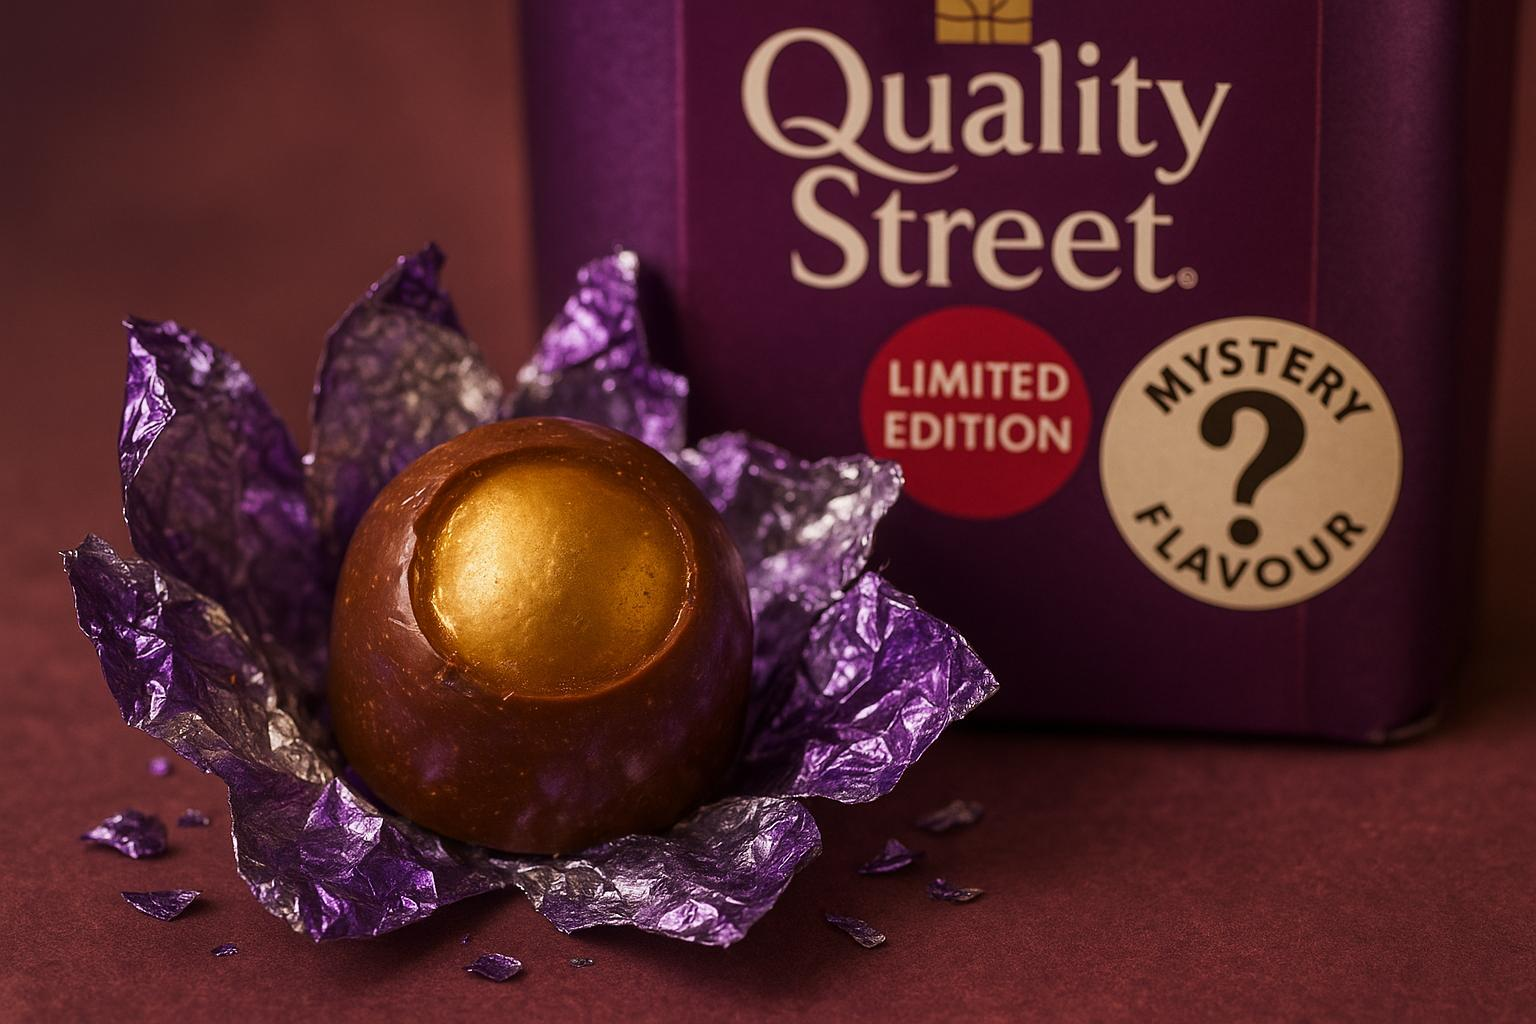 Quality
Street®
LIMITED
EDITION
MYSTERY
?
FLAVOUR